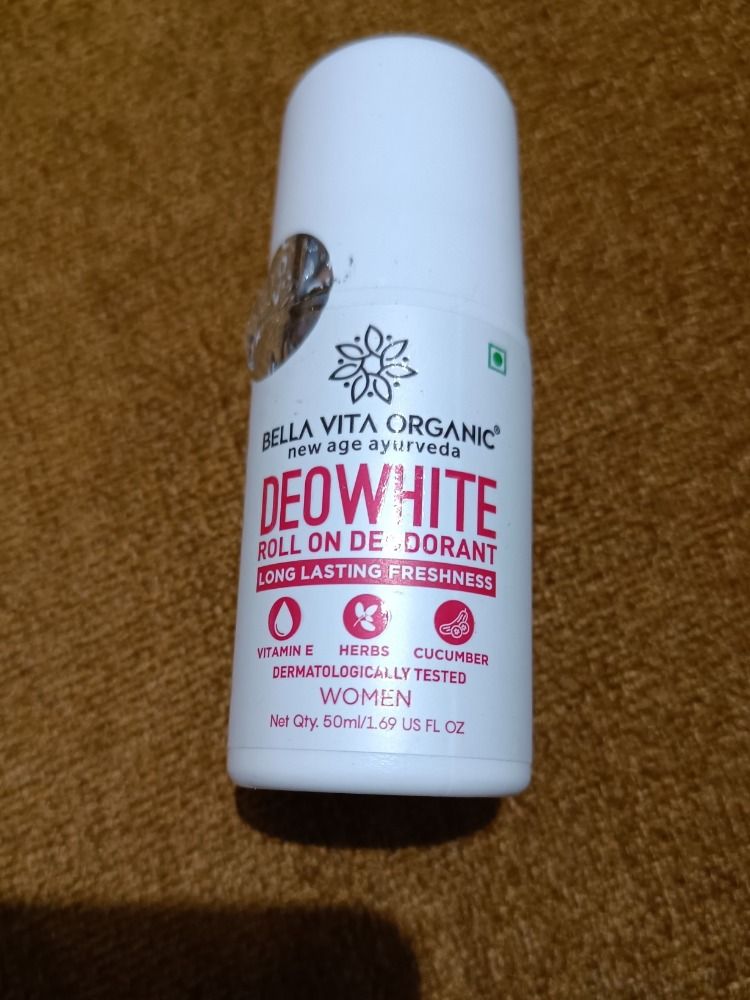 BELLA VITA ORGANIC®
new age ayurveda
DEOWHITE
ROLL ON DEODORANT
LONG LASTING FRESHNESS
VITAMIN E HERBS CUCUMBER
DERMATOLOGICALLY TESTED
WOMEN
Net Qty. 50ml/1.69 US FL OZ